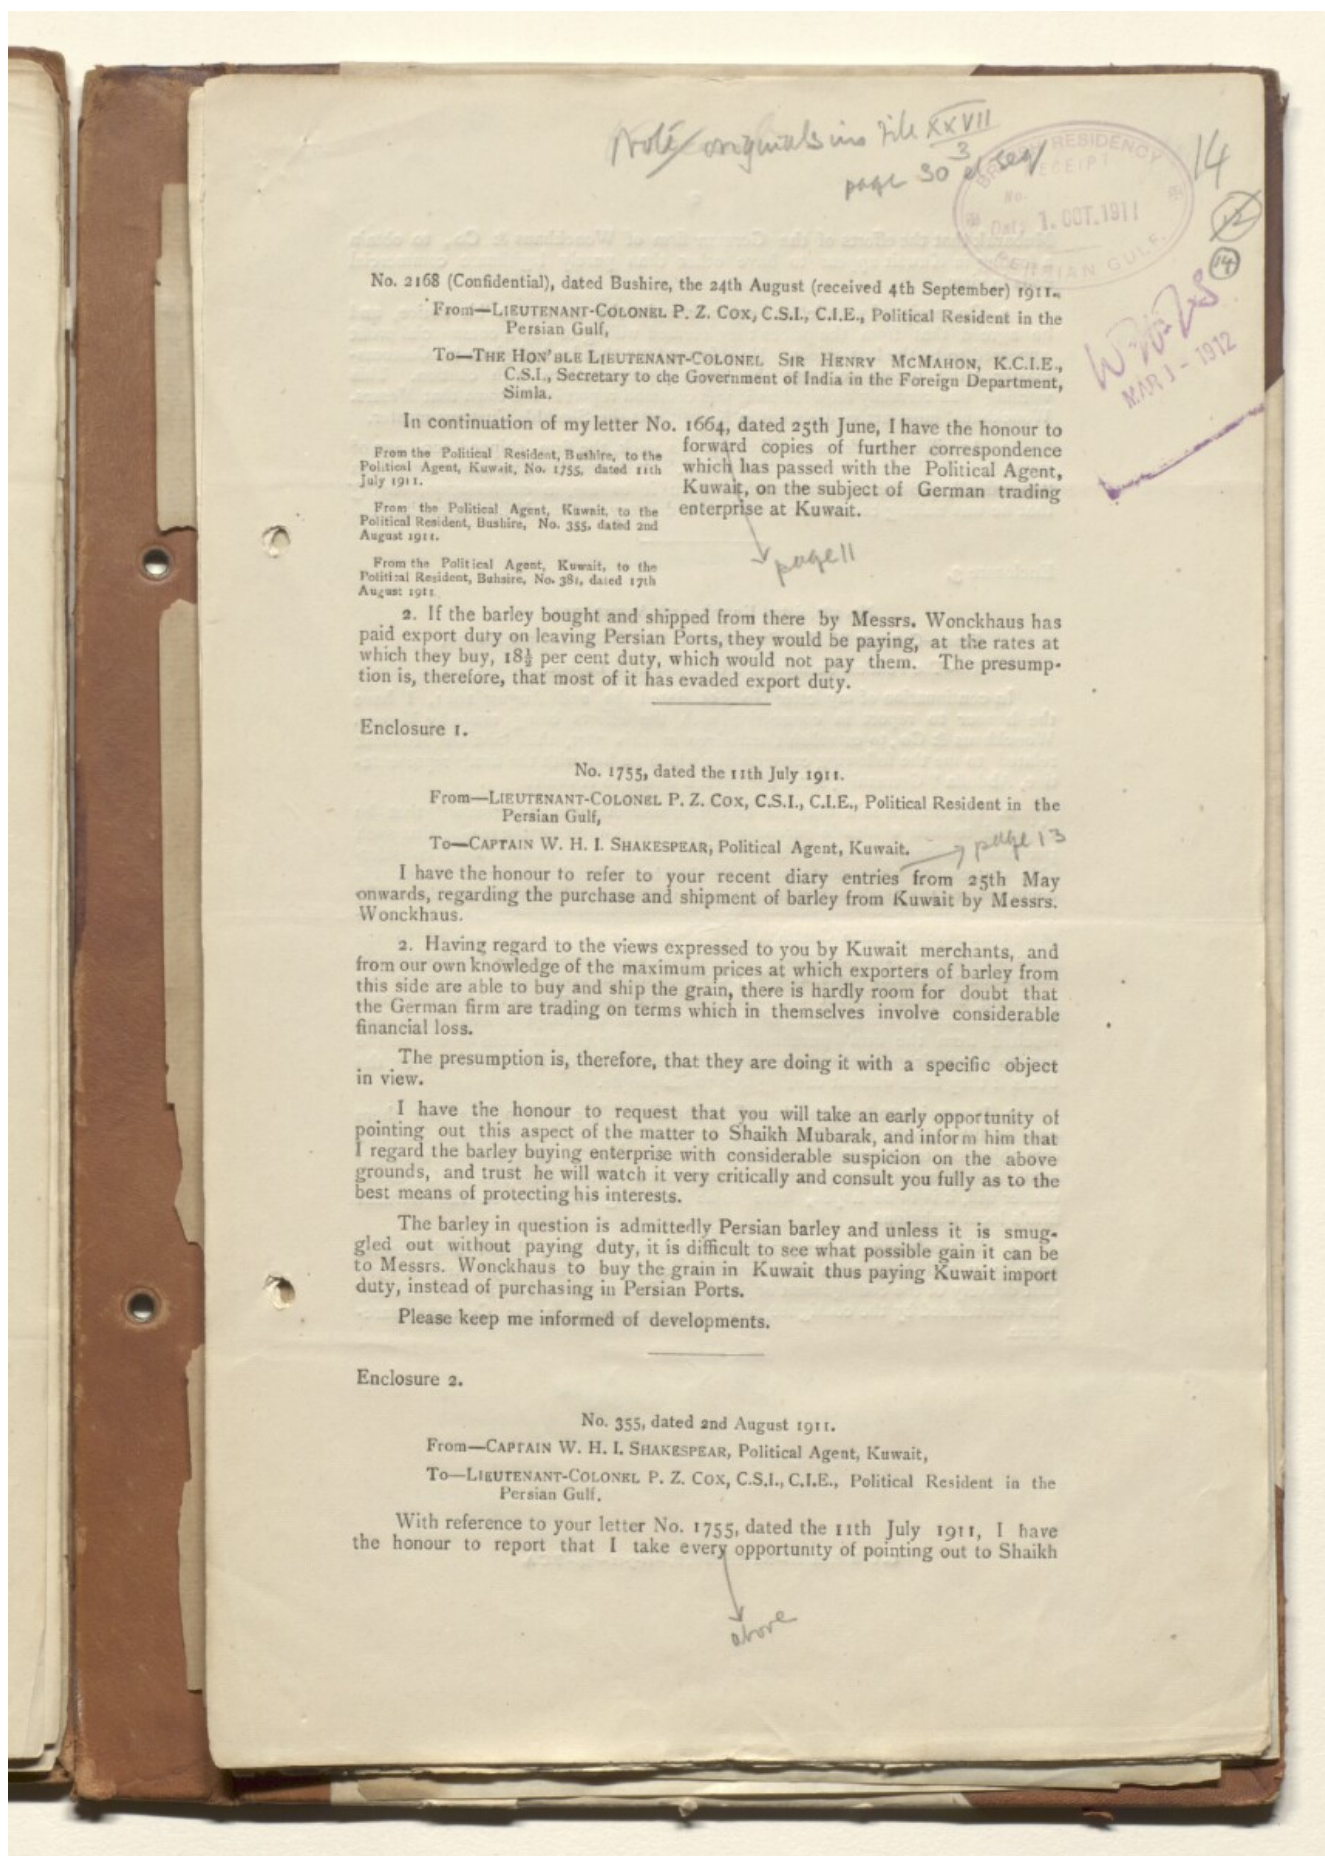 Note originals in File XXVII
3
page 30 et seq
14
BRITISH RESIDENCY
RECEIPT
No.
Date 1. OCT. 1911
PERSIAN GULF.
12
14
MAR 1 - 1912
No. 2168 (Confidential), dated Bushire, the 24th August (received 4th September) 1911.
From—LIEUTENANT-COLONEL P. Z. COX, C.S.I., C.I.E., Political Resident in the
Persian Gulf,
To—THE HON'BLE LIEUTENANT-COLONEL SIR HENRY MCMAHON, K.C.I.E.,
C.S.I., Secretary to the Government of India in the Foreign Department,
Simla.
In continuation of my letter No. 1664, dated 25th June, I have the honour to
forward copies of further correspondence
which has passed with the Political Agent,
Kuwait, on the subject of German trading
enterprise at Kuwait.
From the Political Resident, Bushire, to the
Political Agent, Kuwait, No. 1755, dated 11th
July 1911.
From the Political Agent, Kuwait, to the
Political Resident, Bushire, No. 355, dated 2nd
August 1911.
From the Political Agent, Kuwait, to the
Political Resident, Buhsire, No. 381, dated 17th
August 1911.
page 11
2. If the barley bought and shipped from there by Messrs. Wonckhaus has
paid export duty on leaving Persian Ports, they would be paying, at the rates at
which they buy, 18½ per cent duty, which would not pay them. The presump-
tion is, therefore, that most of it has evaded export duty.
Enclosure 1.
No. 1755, dated the 11th July 1911.
From—LIEUTENANT-COLONEL P. Z. COX, C.S.I., C.I.E., Political Resident in the
Persian Gulf,
To—CAPTAIN W. H. I. SHAKESPEAR, Political Agent, Kuwait.
page 13
I have the honour to refer to your recent diary entries from 25th May
onwards, regarding the purchase and shipment of barley from Kuwait by Messrs.
Wonckhaus.
2. Having regard to the views expressed to you by Kuwait merchants, and
from our own knowledge of the maximum prices at which exporters of barley from
this side are able to buy and ship the grain, there is hardly room for doubt that
the German firm are trading on terms which in themselves involve considerable
financial loss.
The presumption is, therefore, that they are doing it with a specific object
in view.
I have the honour to request that you will take an early opportunity of
pointing out this aspect of the matter to Shaikh Mubarak, and inform him that
I regard the barley buying enterprise with considerable suspicion on the above
grounds, and trust he will watch it very critically and consult you fully as to the
best means of protecting his interests.
The barley in question is admittedly Persian barley and unless it is smug-
gled out without paying duty, it is difficult to see what possible gain it can be
to Messrs. Wonckhaus to buy the grain in Kuwait thus paying Kuwait import
duty, instead of purchasing in Persian Ports.
Please keep me informed of developments.
Enclosure 2.
No. 355, dated 2nd August 1911.
From—CAPTAIN W. H. I. SHAKESPEAR, Political Agent, Kuwait,
To—LIEUTENANT-COLONEL P. Z. COX, C.S.I., C.I.E., Political Resident in the
Persian Gulf.
With reference to your letter No. 1755, dated the 11th July 1911, I have
the honour to report that I take every opportunity of pointing out to Shaikh
above